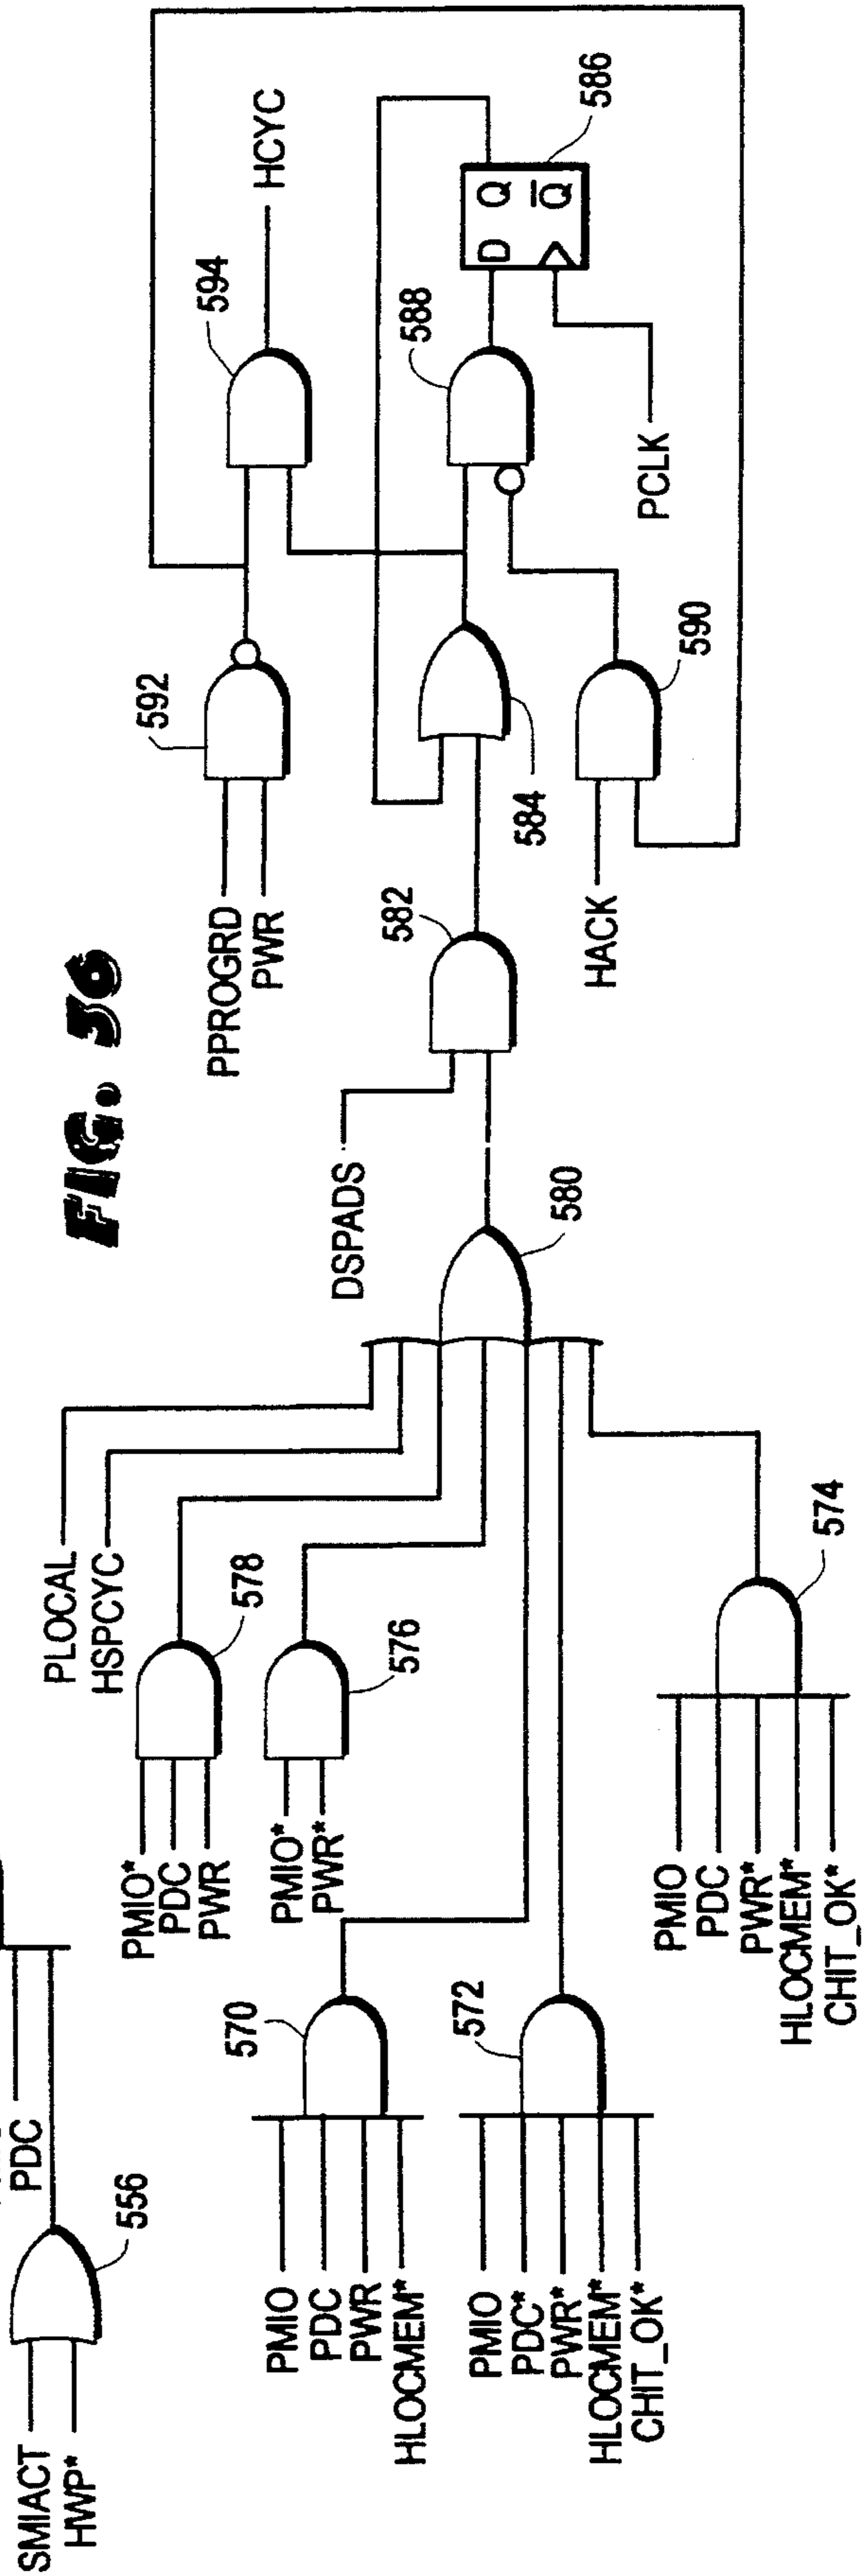 FIG. 36
SMIACT
HWP*
556
PDC
PLOCAL
HSPCYC
PMIO*
PDC
PWR
578
PMIO*
PWR*
576
PMIO
PDC
PWR
HLOCMEM*
570
PMIO
PDC*
PWR*
HLOCMEM*
CHIT_OK*
572
PMIO
PDC
PWR*
HLOCMEM*
CHIT_OK*
574
580
DSPADS
582
PPROGRD
PWR
592
584
HACK
590
594
HCYC
588
D Q
Q
586
PCLK